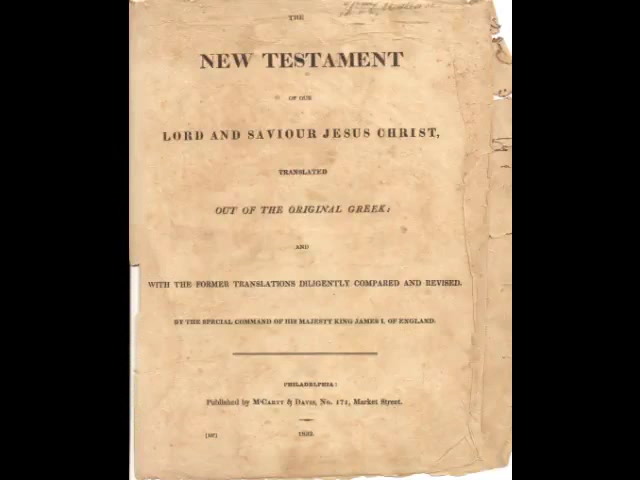 THE
NEW TESTAMENT
OF OUR
LORD AND SAVIOUR JESUS CHRIST,
TRANSLATED
OUT OF THE ORIGINAL GREEK:
AND
WITH THE FORMER TRANSLATIONS DILIGENTLY COMPARED AND REVISED.
BY THE SPECIAL COMMAND OF HIS MAJESTY KING JAMES I. OF ENGLAND.
PHILADELPHIA:
Published by M'CARTY & DAVIS, No. 171, Market Street.